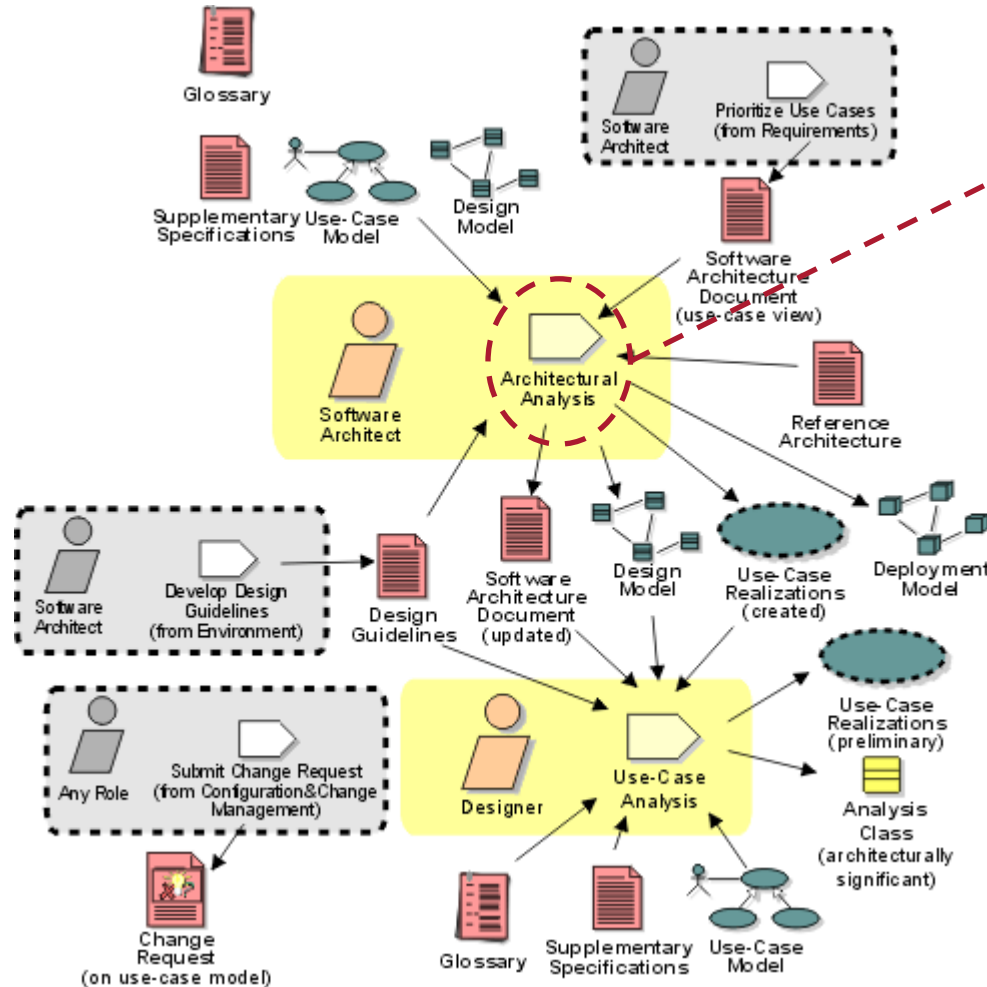 Glossary
Supplementary
Specifications
Use-Case
Model
Design
Model
Software
Architect
Prioritize Use Cases
(from Requirements)
Software
Architecture
Document
(use-case view)
Software
Architect
Architectural
Analysis
Reference
Architecture
Software
Architect
Develop Design
Guidelines
(from Environment)
Design
Guidelines
Software
Architecture
Document
(updated)
Design
Model
Use-Case
Realizations
(created)
Deployment
Model
Any Role
Submit Change Request
(from Configuration&Change
Management)
Designer
Use-Case
Analysis
Use-Case
Realizations
(preliminary)
Analysis
Class
(architecturally
significant)
Change
Request
(on use-case model)
Glossary
Supplementary
Specifications
Use-Case
Model